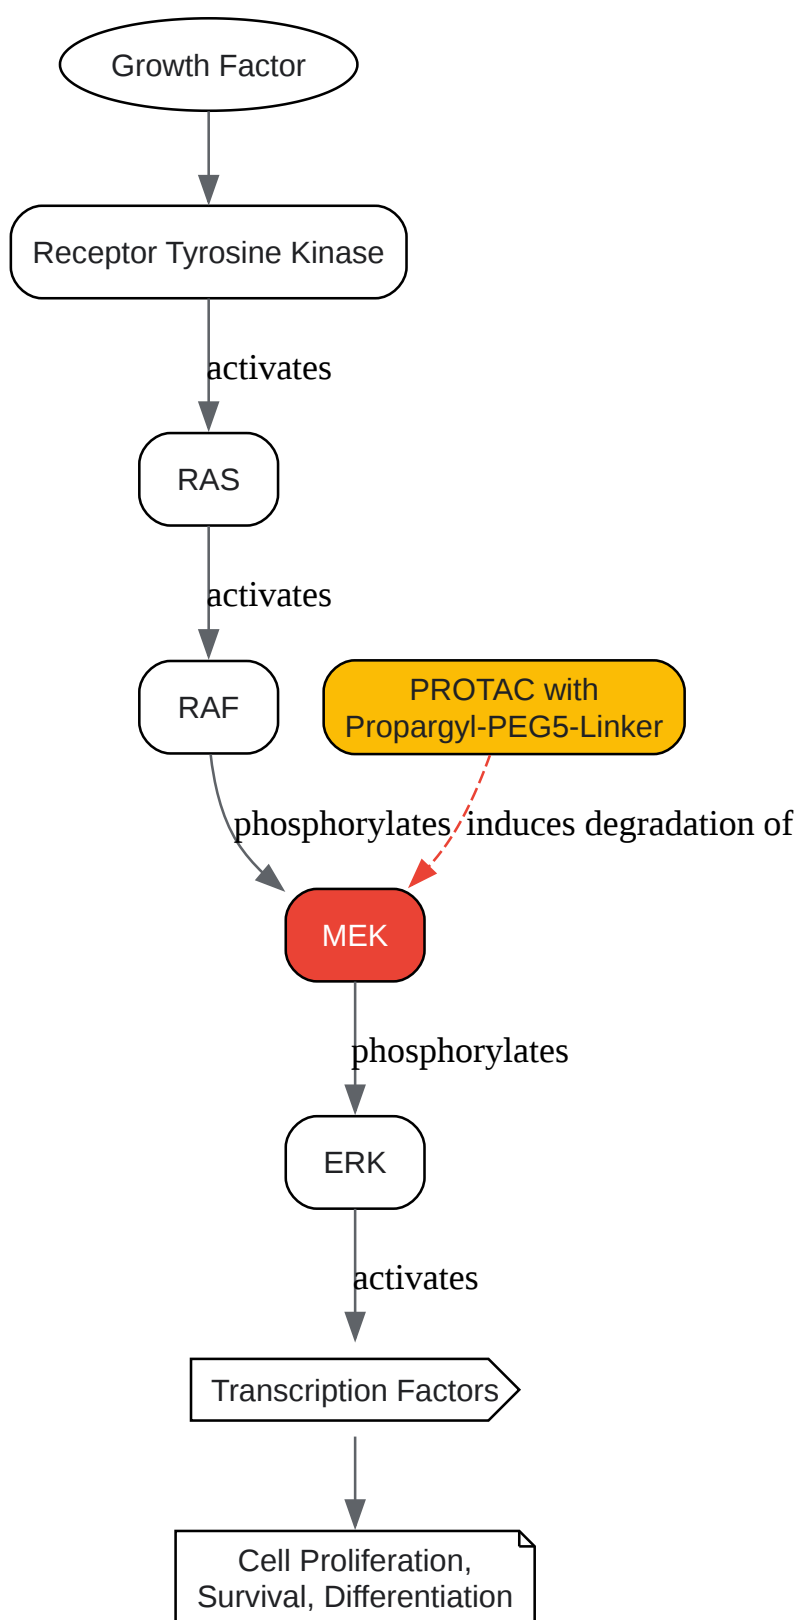 Growth Factor
Receptor Tyrosine Kinase
activates
RAS
activates
RAF
PROTAC with
Propargyl-PEG5-Linker
phosphorylates
induces degradation of
MEK
phosphorylates
ERK
activates
Transcription Factors
Cell Proliferation,
Survival, Differentiation